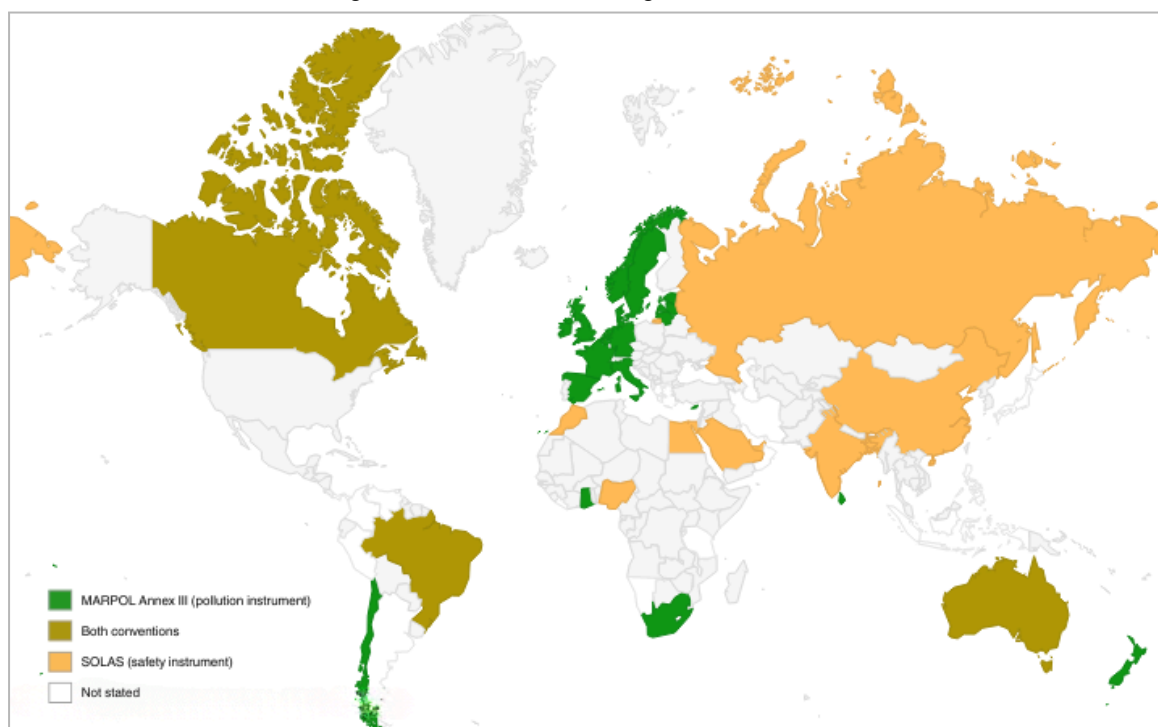 MARPOL Annex III (pollution instrument)
Both conventions
SOLAS (safety instrument)
Not stated